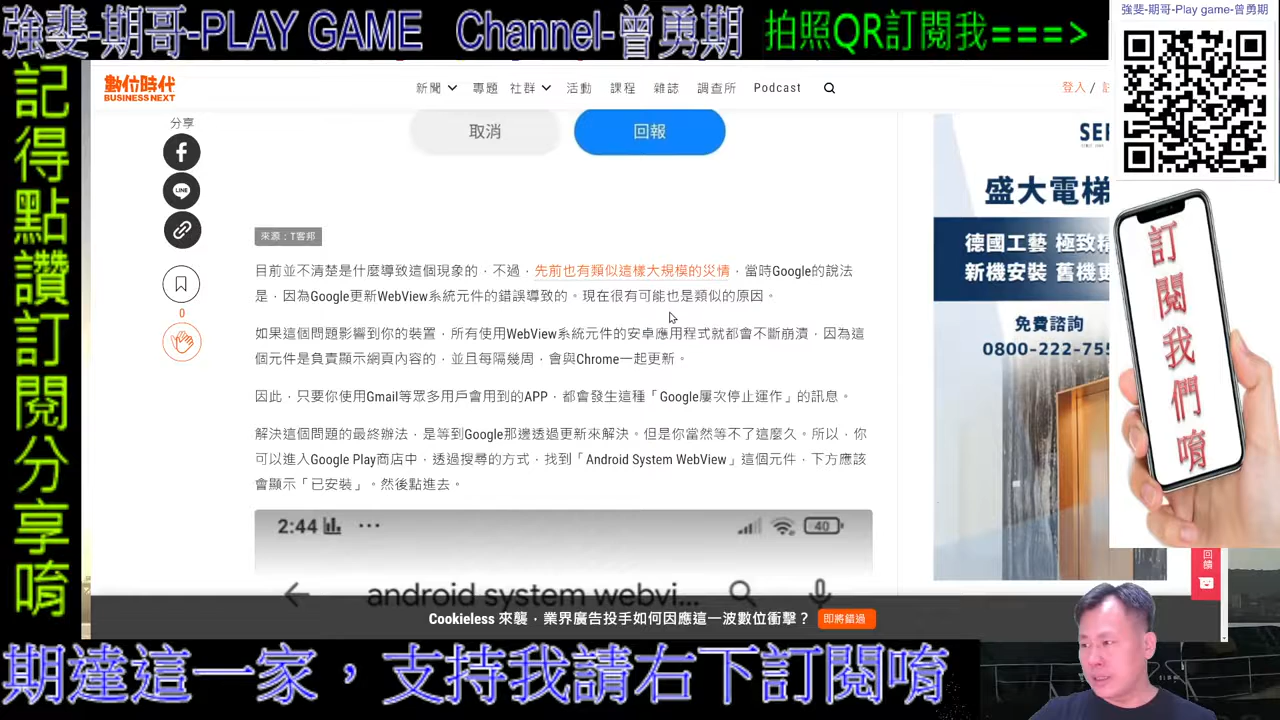 強斐-期哥-PLAY GAME Channel-曾勇期
拍照QR訂閱我===>
強斐-期哥-Play game-曾勇期
記得點讚訂閱分享唷
數位時代
BUSINESS NEXT
新聞 專題 社群 活動 課程 雜誌 調查所 Podcast
登入 /
分享
LINE
0
取消
回報
來源：T客邦
目前並不清楚是什麼導致這個現象的，不過，先前也有類似這樣大規模的災情，當時Google的說法
是，因為Google更新WebView系統元件的錯誤導致的。現在很有可能也是類似的原因。
如果這個問題影響到你的裝置，所有使用WebView系統元件的安卓應用程式就都會不斷崩潰，因為這
個元件是負責顯示網頁內容的，並且每隔幾周，會與Chrome一起更新。
因此，只要你使用Gmail等眾多用戶會用到的APP，都會發生這種「Google屢次停止運作」的訊息。
解決這個問題的最終辦法，是等到Google那邊透過更新來解決。但是你當然等不了這麼久。所以，你
可以進入Google Play商店中，透過搜尋的方式，找到「Android System WebView」這個元件，下方應該
會顯示「已安裝」。然後點進去。
2:44 ...
40
android system webvi...
盛大電梯
德國工藝 極致
新機安裝 舊機
免費諮詢
0800-222-75
訂閱我們唷
回饋
Cookieless 來襲，業界廣告投手如何因應這一波數位衝擊？
即將錯過
期達這一家，支持我請右下訂閱唷